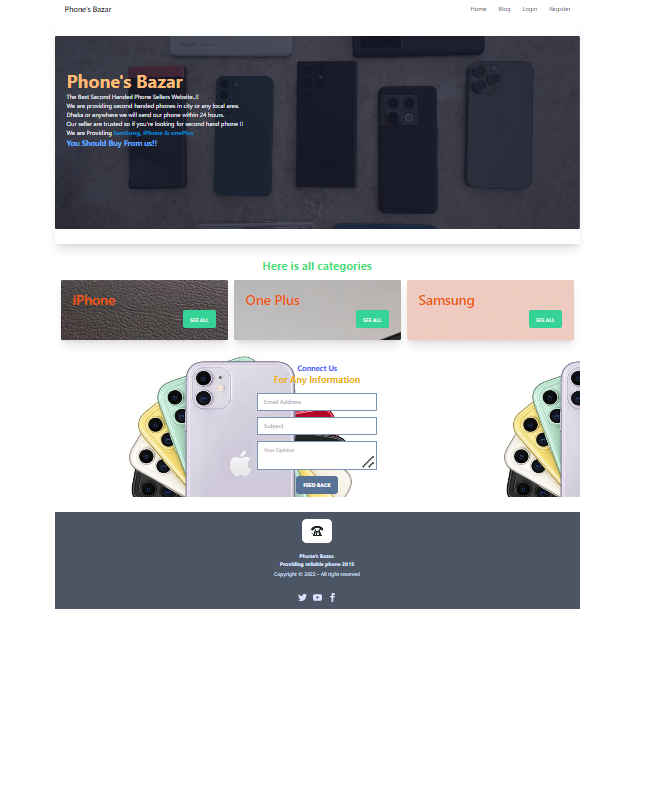 Phone's Bazar
Home Blog Login Register
Phone's Bazar
The Best Second Handed Phone Sellers Website..!!
We are providing second handed phones in city or any local area.
Dhaka or anywhere we will send our phone within 24 hours.
Our seller are trusted so if you're looking for second hand phone !!
We are Providing SamSung, iPhone & onePlus
You Should Buy From us!!
Here is all categories
iPhone
SEE ALL
One Plus
SEE ALL
Samsung
SEE ALL
Connect Us
For Any Information
Email Address
Subject
Your Opinion
FEED BACK
Phone's Bazar.
Providing reliable phone 2015
Copyright © 2022 - All right reserved